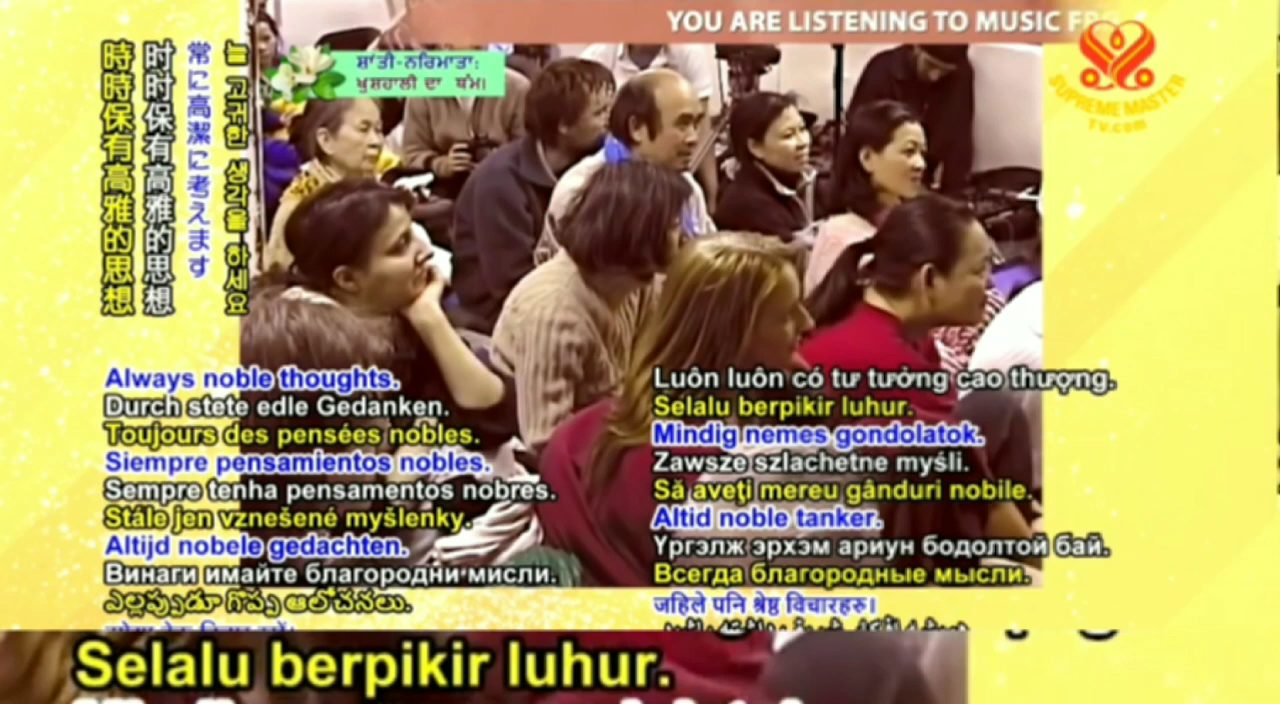 YOU ARE LISTENING TO MUSIC
SUPREME MASTER
TV.com
ਸ਼ਾਂਤੀ-ਨਰਿਮਾਤਾ:
ਖੁਸ਼ਹਾਲੀ ਦਾ ਥੰਮ।
時時保有高雅的思想
时时保有高雅的思想
常に高潔に考えます
늘 고귀한 생각을 하세요
Always noble thoughts.
Durch stete edle Gedanken.
Toujours des pensées nobles.
Siempre pensamientos nobles.
Sempre tenha pensamentos nobres.
Stále jen vznešené myšlenky.
Altijd nobele gedachten.
Винаги имайте благородни мисли.
ఎల్లప్పుడూ గొప్ప ఆలోచనలు.
Luôn luôn có tư tưởng cao thượng.
Selalu berpikir luhur.
Mindig nemes gondolatok.
Zawsze szlachetne myśli.
Să aveţi mereu gânduri nobile.
Altid noble tanker.
Үргэлж эрхэм ариун бодолтой бай.
Всегда благородные мысли.
जहिले पनि श्रेष्ठ विचारहरू।
Selalu berpikir luhur.